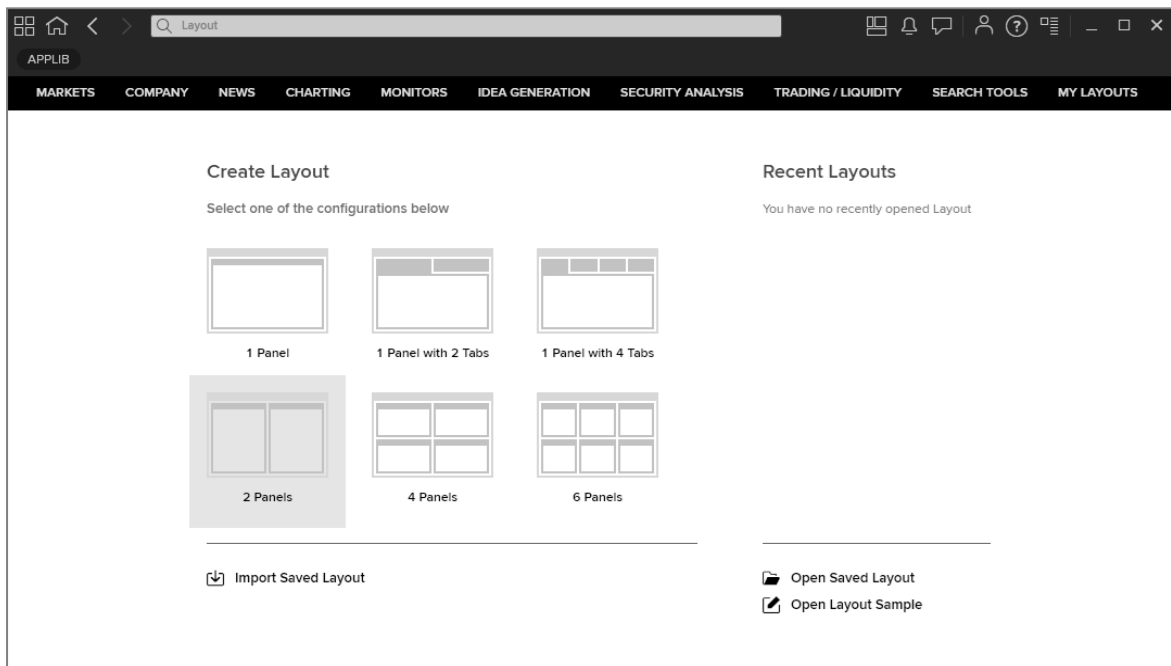 Layout
APPLIB
MARKETS COMPANY NEWS CHARTING MONITORS IDEA GENERATION SECURITY ANALYSIS TRADING / LIQUIDITY SEARCH TOOLS MY LAYOUTS
Create Layout
Select one of the configurations below
1 Panel 1 Panel with 2 Tabs 1 Panel with 4 Tabs
2 Panels 4 Panels 6 Panels
Import Saved Layout
Recent Layouts
You have no recently opened Layout
Open Saved Layout
Open Layout Sample